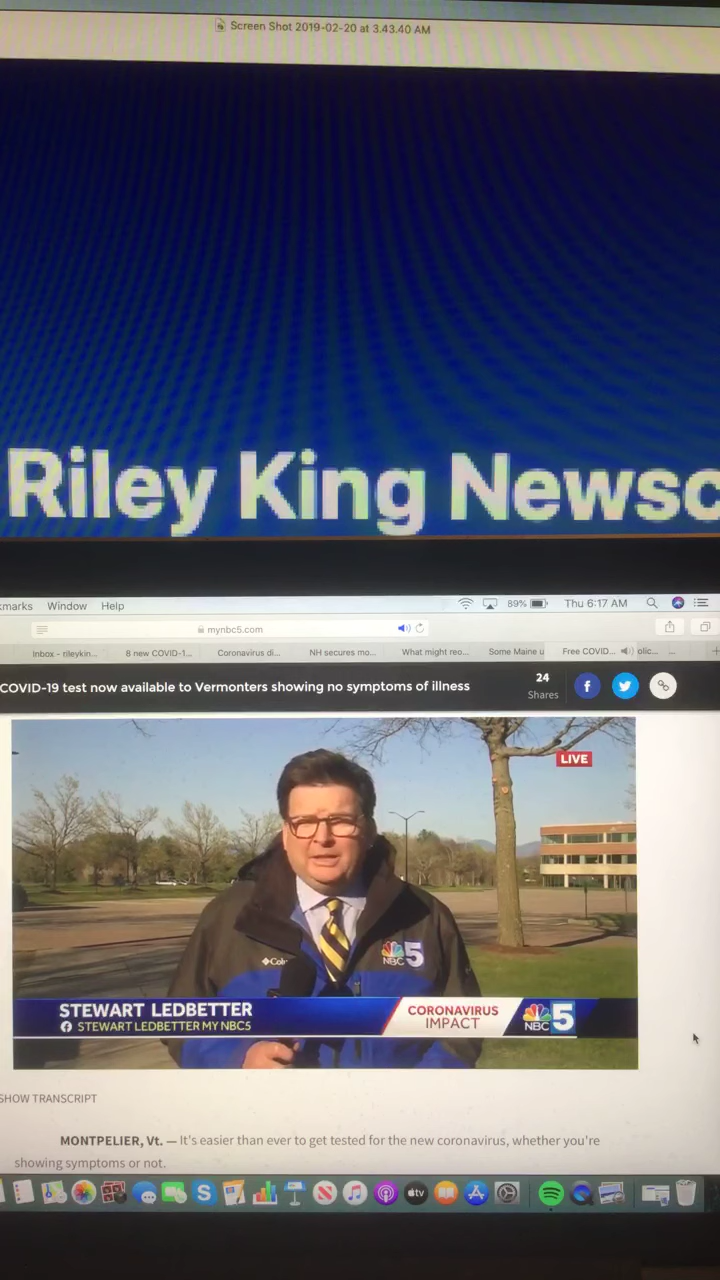 Screen Shot 2019-02-20 at 3.43.40 AM
Riley King Newsc
kmarks Window Help 89% Thu 6:17 AM
mynbc5.com
Inbox - rileykin... 8 new COVID-1... Coronavirus di... NH secures mo... What might reo... Some Maine u Free COVID... olic... ...
COVID-19 test now available to Vermonters showing no symptoms of illness
24
Shares
LIVE
Col
NBC 5
STEWART LEDBETTER
STEWART LEDBETTER MY NBC5
CORONAVIRUS
IMPACT
NBC 5
SHOW TRANSCRIPT
MONTPELIER, Vt. — It's easier than ever to get tested for the new coronavirus, whether you're
showing symptoms or not.
tv